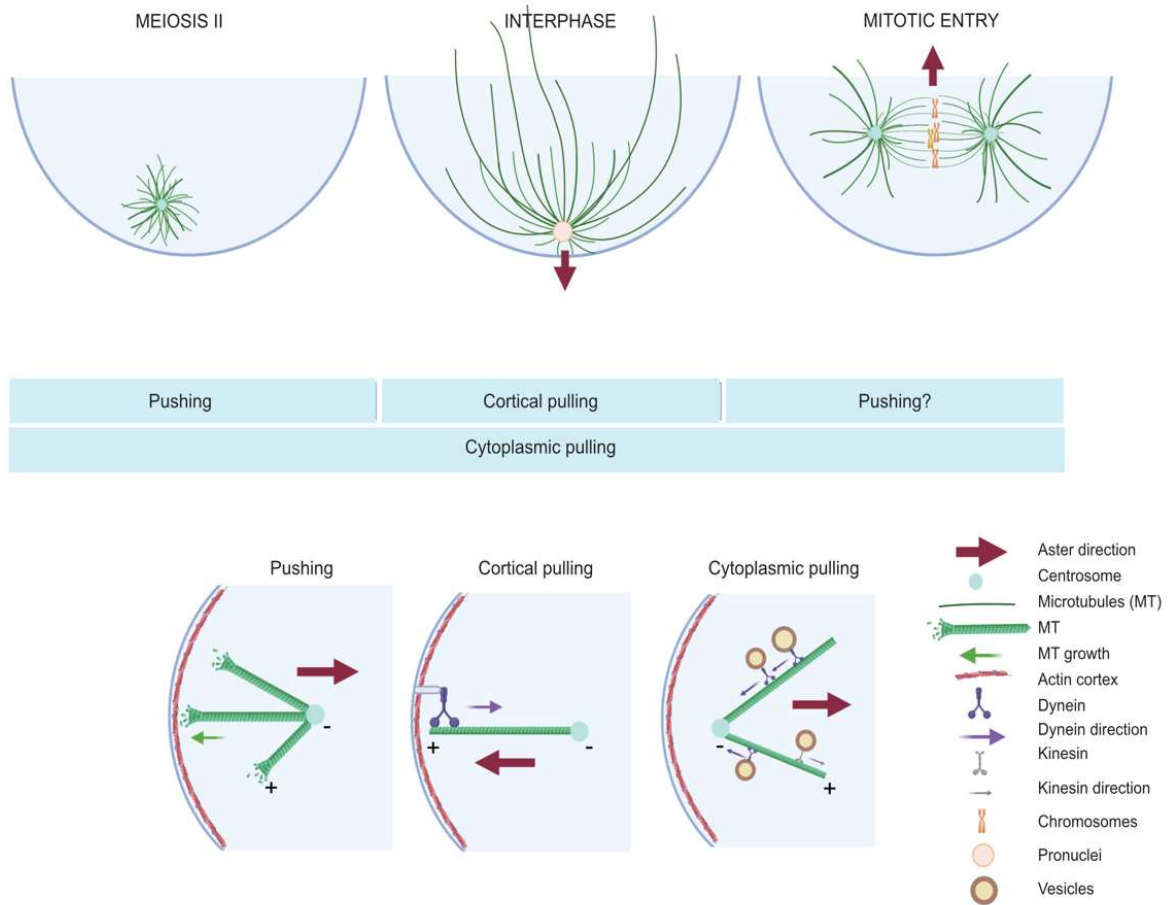 MEIOSIS II
INTERPHASE
MITOTIC ENTRY
Pushing
Cortical pulling
Pushing?
Cytoplasmic pulling
Pushing
-
+
Cortical pulling
+
-
Cytoplasmic pulling
-
+
Aster direction
Centrosome
Microtubules (MT)
MT
MT growth
Actin cortex
Dynein
Dynein direction
Kinesin
Kinesin direction
Chromosomes
Pronuclei
Vesicles